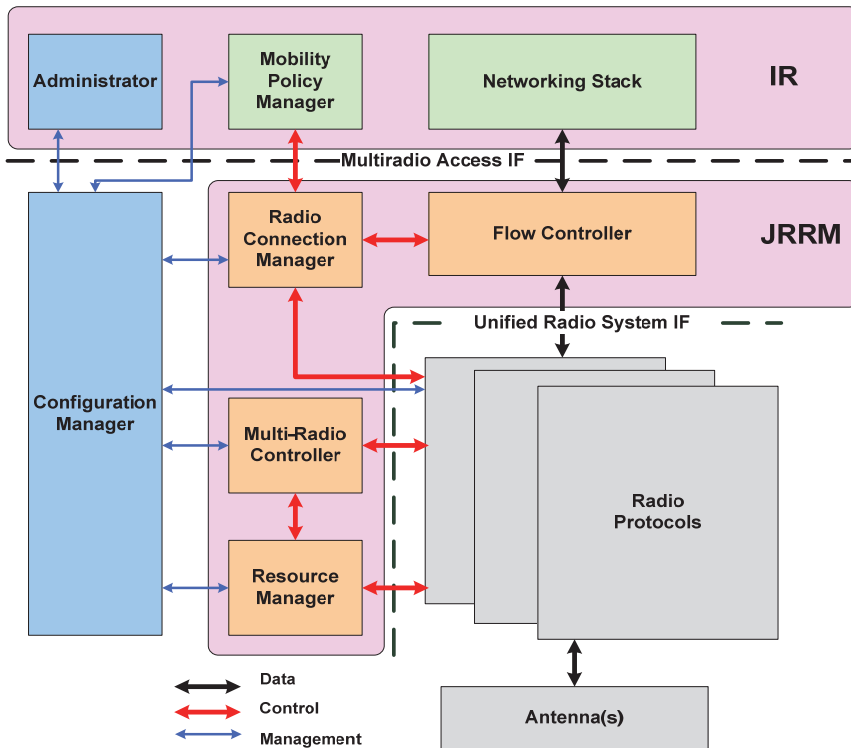 Administrator
Mobility
Policy
Manager
Networking Stack
IR
Multiradio Access IF
Radio
Connection
Manager
Flow Controller
JRRM
Unified Radio System IF
Configuration
Manager
Multi–Radio
Controller
Radio
Protocols
Resource
Manager
Data
Control
Management
Antenna(s)